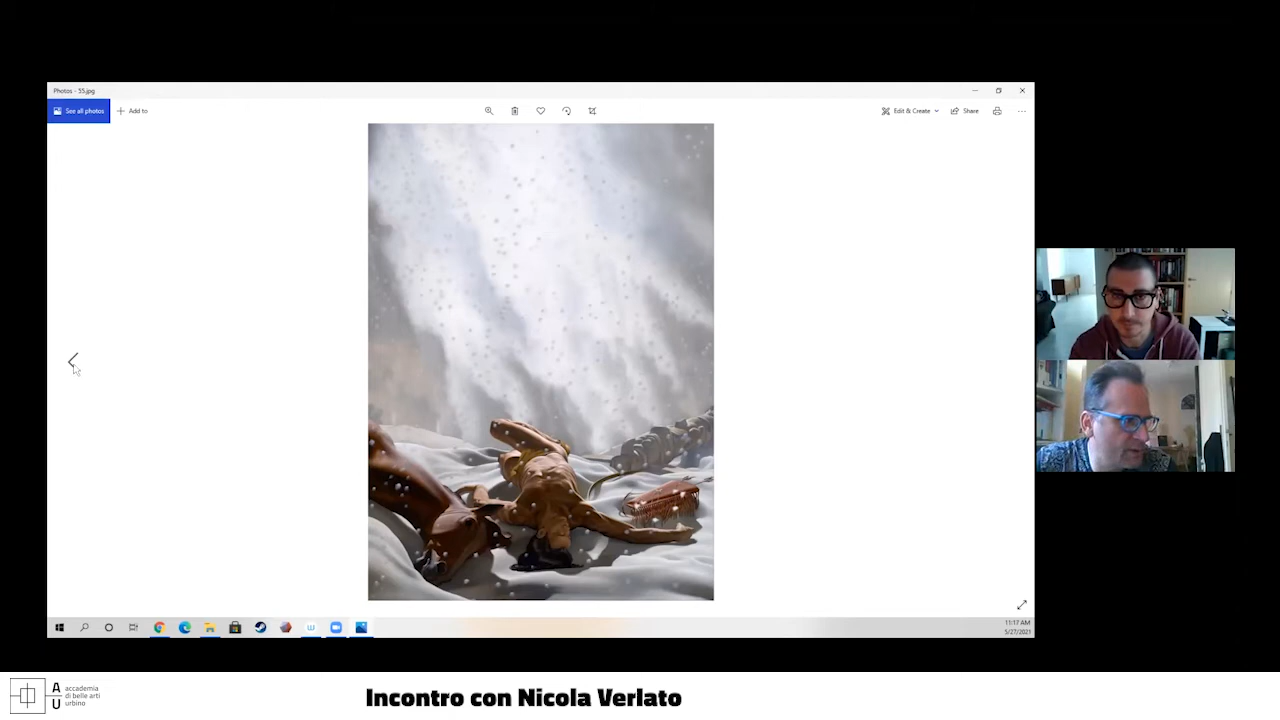 Photos - 55.jpg
See all photos
Add to
Edit & Create
Share
11:17 AM
5/27/2021
A
U
accademia
di belle arti
urbino
Incontro con Nicola Verlato